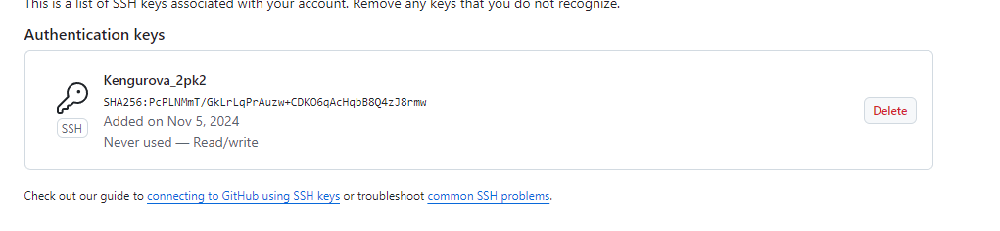 This is a list of SSH keys associated with your account. Remove any keys that you do not recognize.
Authentication keys
Kengurova_2pk2
SHA256:PcPLNMmT/GkLrLqPrAuzw+CDKO6qAcHqbB8Q4zJ8rmw
Added on Nov 5, 2024
Never used — Read/write
SSH
Delete
Check out our guide to connecting to GitHub using SSH keys or troubleshoot common SSH problems.